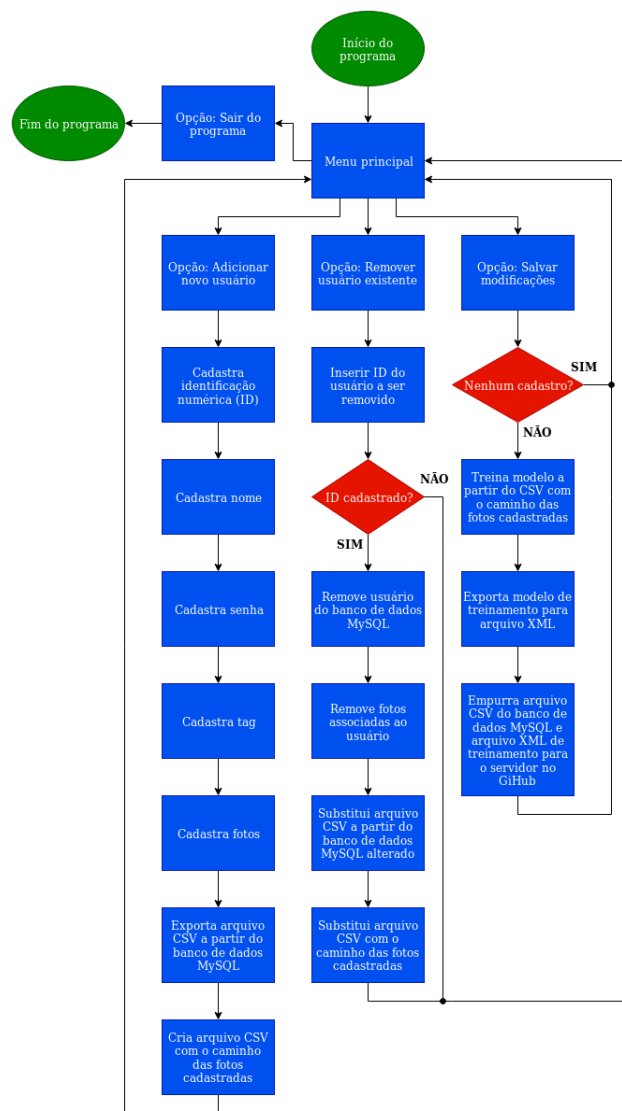 Início do
programa
Opção: Sair do
programa
Fim do programa
Menu principal
Opção: Adicionar
novo usuário
Opção: Remover
usuário existente
Opção: Salvar
modificações
Cadastra
identificação
numérica (ID)
Inserir ID do
usuário a ser
removido
Nenhum cadastro?
SIM
NÃO
Cadastra nome
ID cadastrado?
NÃO
SIM
Treina modelo a
partir do CSV com
o caminho das
fotos cadastradas
Cadastra senha
Remove usuário
do banco de dados
MySQL
Exporta modelo de
treinamento para
arquivo XML
Cadastra tag
Remove fotos
associadas ao
usuário
Empurra arquivo
CSV do banco de
dados MySQL e
arquivo XML de
treinamento para
o servidor no
GiHub
Cadastra fotos
Substitui arquivo
CSV a partir do
banco de dados
MySQL alterado
Exporta arquivo
CSV a partir do
banco de dados
MySQL
Substitui arquivo
CSV com o
caminho das fotos
cadastradas
Cria arquivo CSV
com o caminho
das fotos
cadastradas